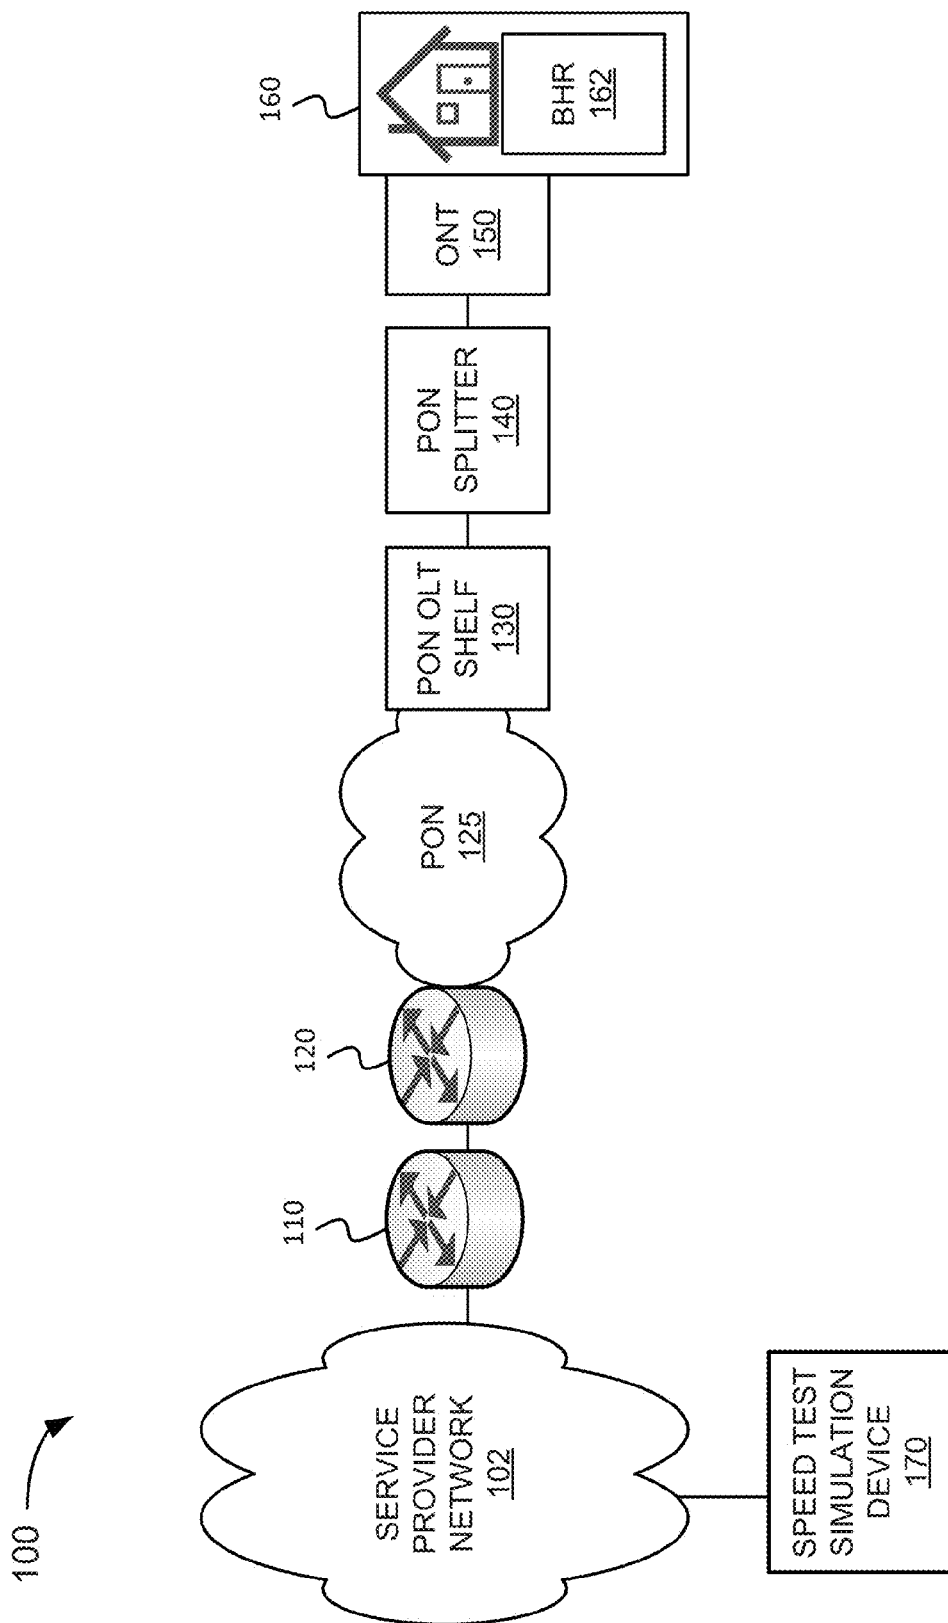 100
SERVICE
PROVIDER
NETWORK
102
SPEED TEST
SIMULATION
DEVICE
170
110
120
PON
125
PON OLT
SHELF
130
PON
SPLITTER
140
ONT
150
160
BHR
162